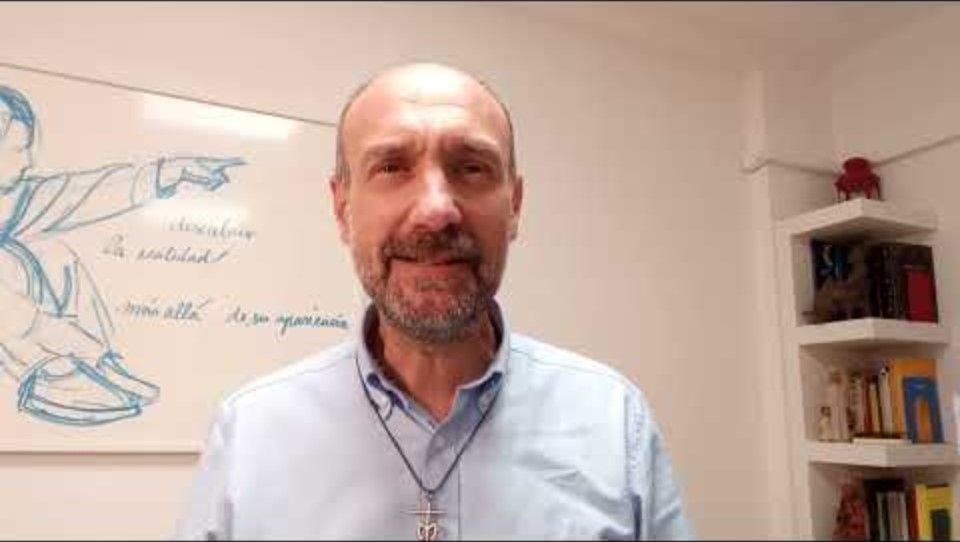 descubrir
la realidad
más allá de su apariencia